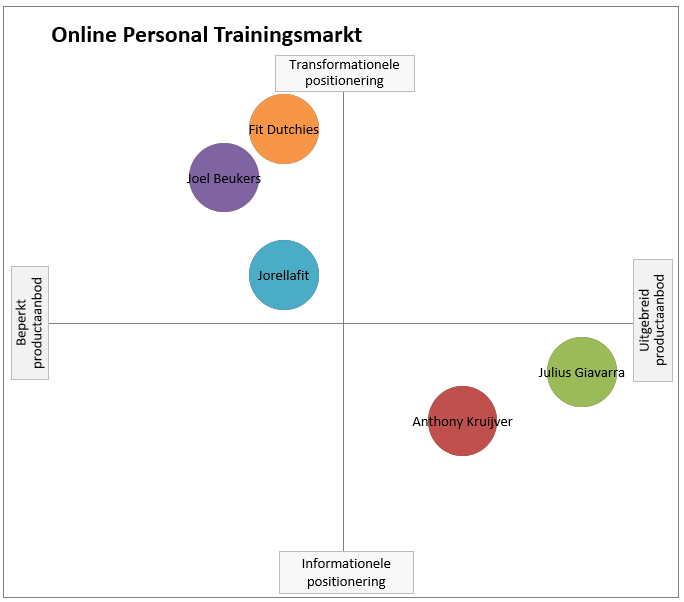 Online Personal Trainingsmarkt
Transformationele
positionering
Fit Dutchies
Joel Beukers
Jorellafit
Beperkt
productaanbod
Uitgebreid
productaanbod
Julius Giavarra
Anthony Kruijver
Informationele
positionering